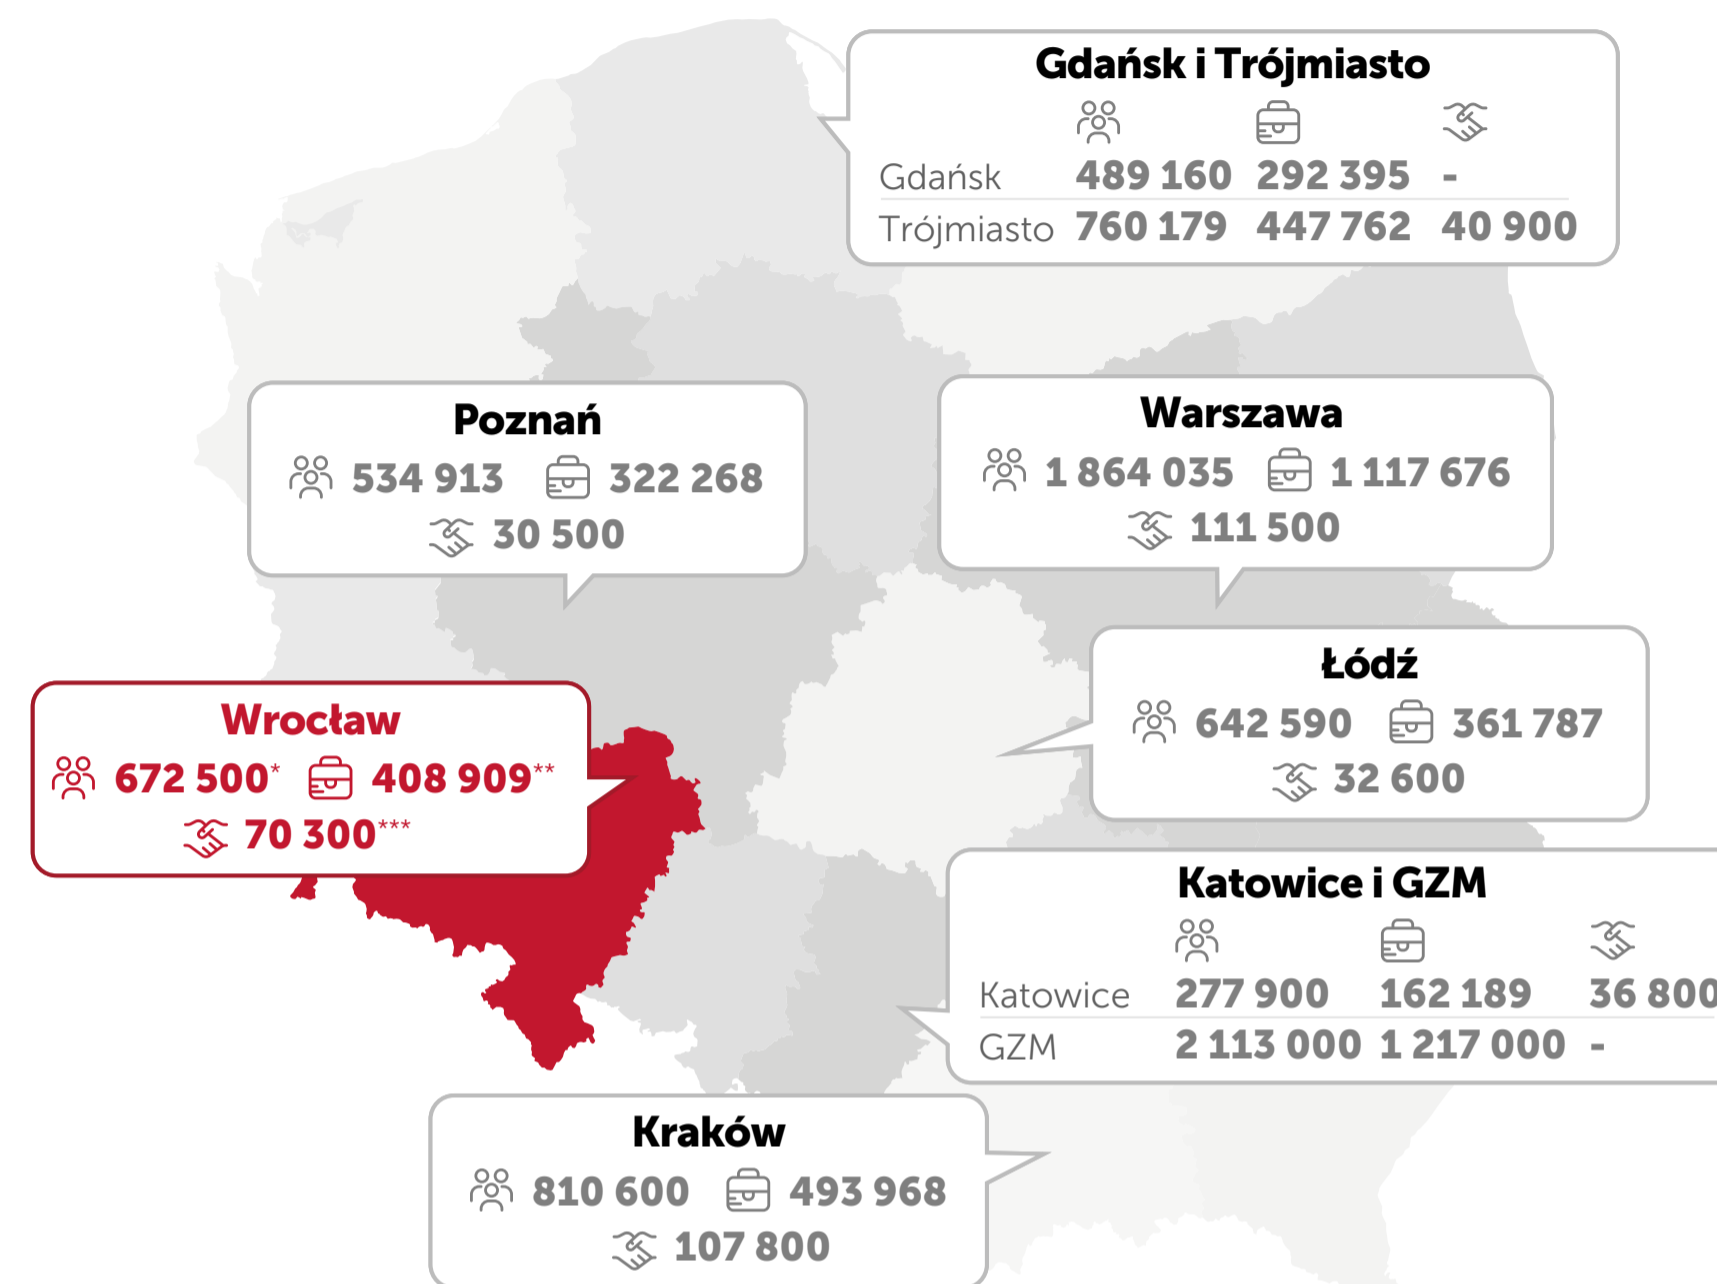 Gdańsk i Trójmiasto
Gdańsk 489 160 292 395 -
Trójmiasto 760 179 447 762 40 900
Poznań
534 913 322 268
30 500
Warszawa
1 864 035 1 117 676
111 500
Łódź
642 590 361 787
32 600
Wrocław
672 500* 408 909**
70 300***
Katowice i GZM
Katowice 277 900 162 189 36 800
GZM 2 113 000 1 217 000 -
Kraków
810 600 493 968
107 800